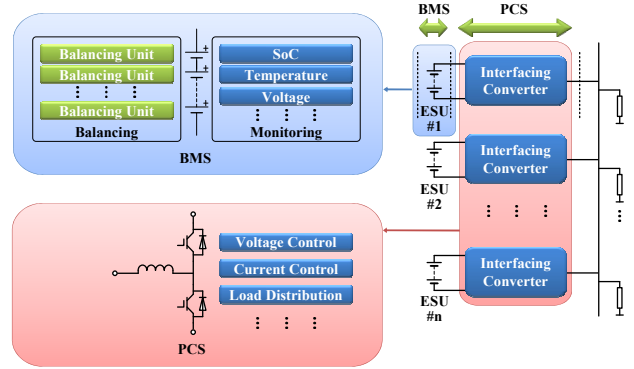 BMS PCS
Balancing Unit
Balancing Unit
Balancing Unit
Balancing
SoC
Temperature
Voltage
Monitoring
BMS
ESU
#1
Interfacing
Converter
ESU
#2
Interfacing
Converter
ESU
#n
Interfacing
Converter
Voltage Control
Current Control
Load Distribution
PCS